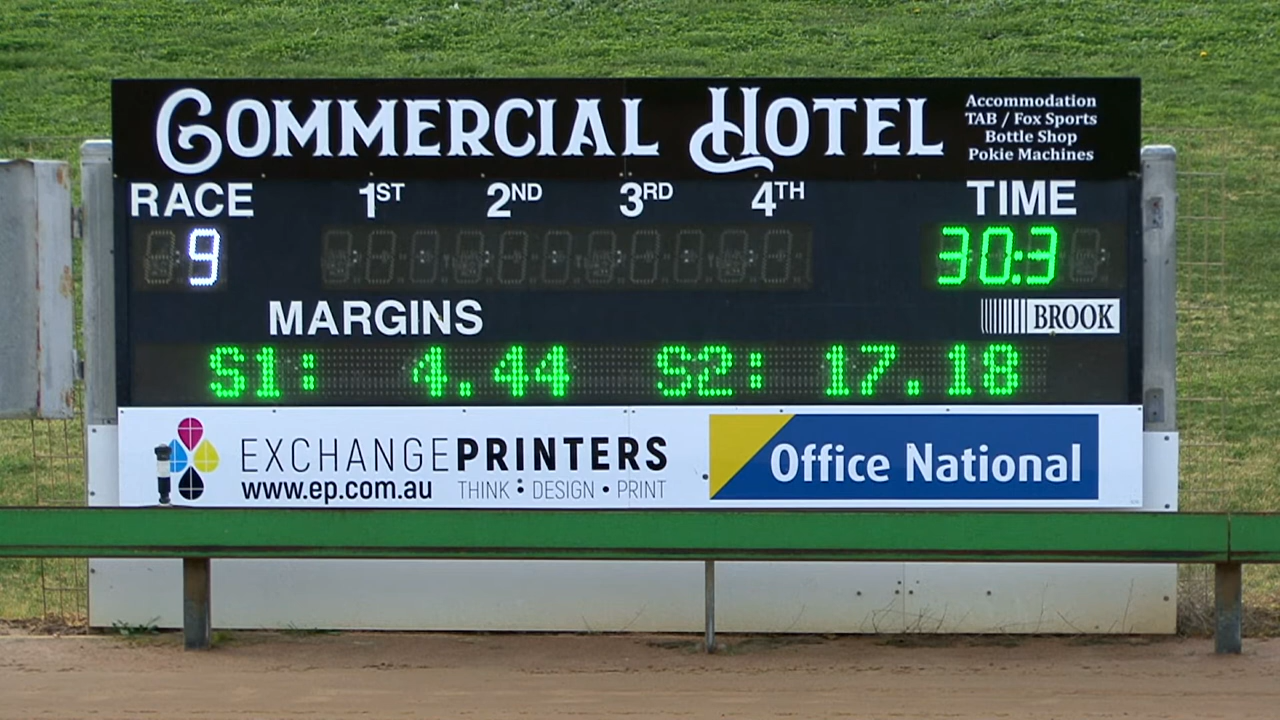 COMMERCIAL HOTEL
Accommodation
TAB / Fox Sports
Bottle Shop
Pokie Machines
RACE 1ST 2ND 3RD 4TH TIME
9 30:3
MARGINS
BROOK
S1: 4.44 S2: 17.18
EXCHANGEPRINTERS
www.ep.com.au THINK • DESIGN • PRINT
Office National